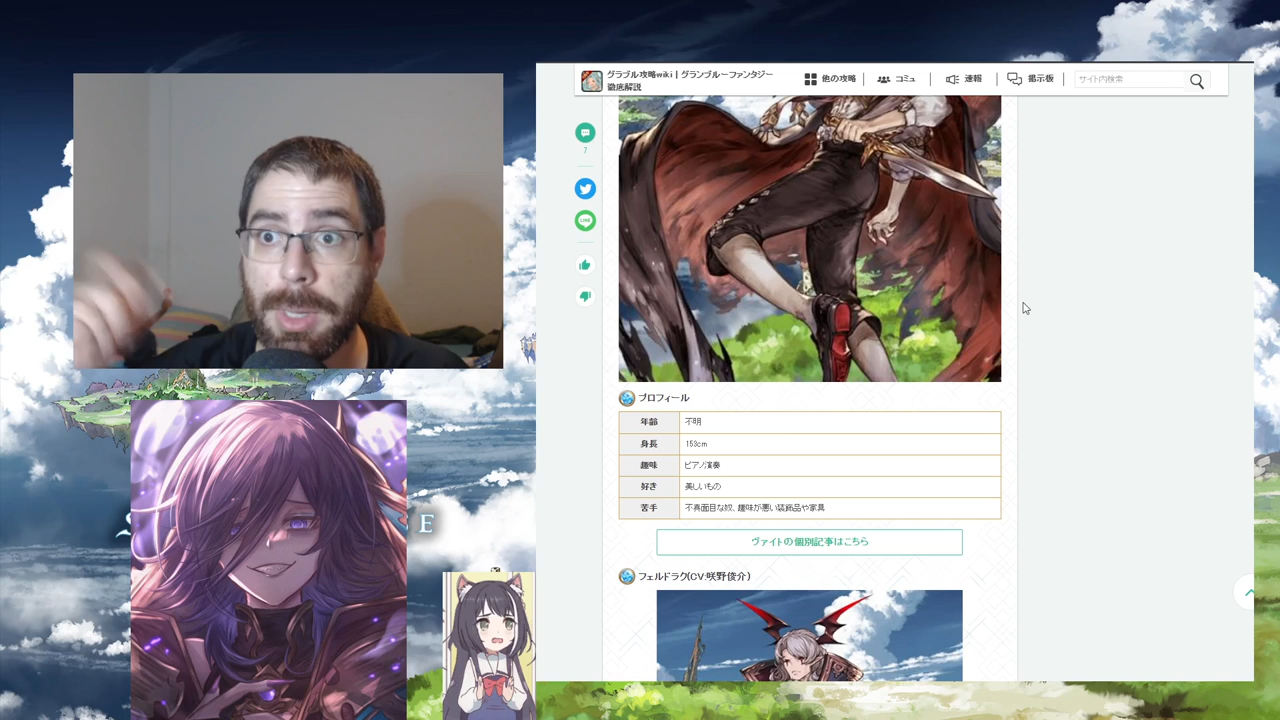 グラブル攻略wiki | グランブルーファンタジー
徹底解説
他の攻略
コミュ
速報
掲示板
サイト内検索
7
LINE
プロフィール
年齢 不明
身長 153cm
趣味 ピアノ演奏
好き 美しいもの
苦手 不真面目な奴、趣味が悪い装飾品や家具
ヴァイトの個別記事はこちら
フェルドラク(CV:咲野俊介)
E